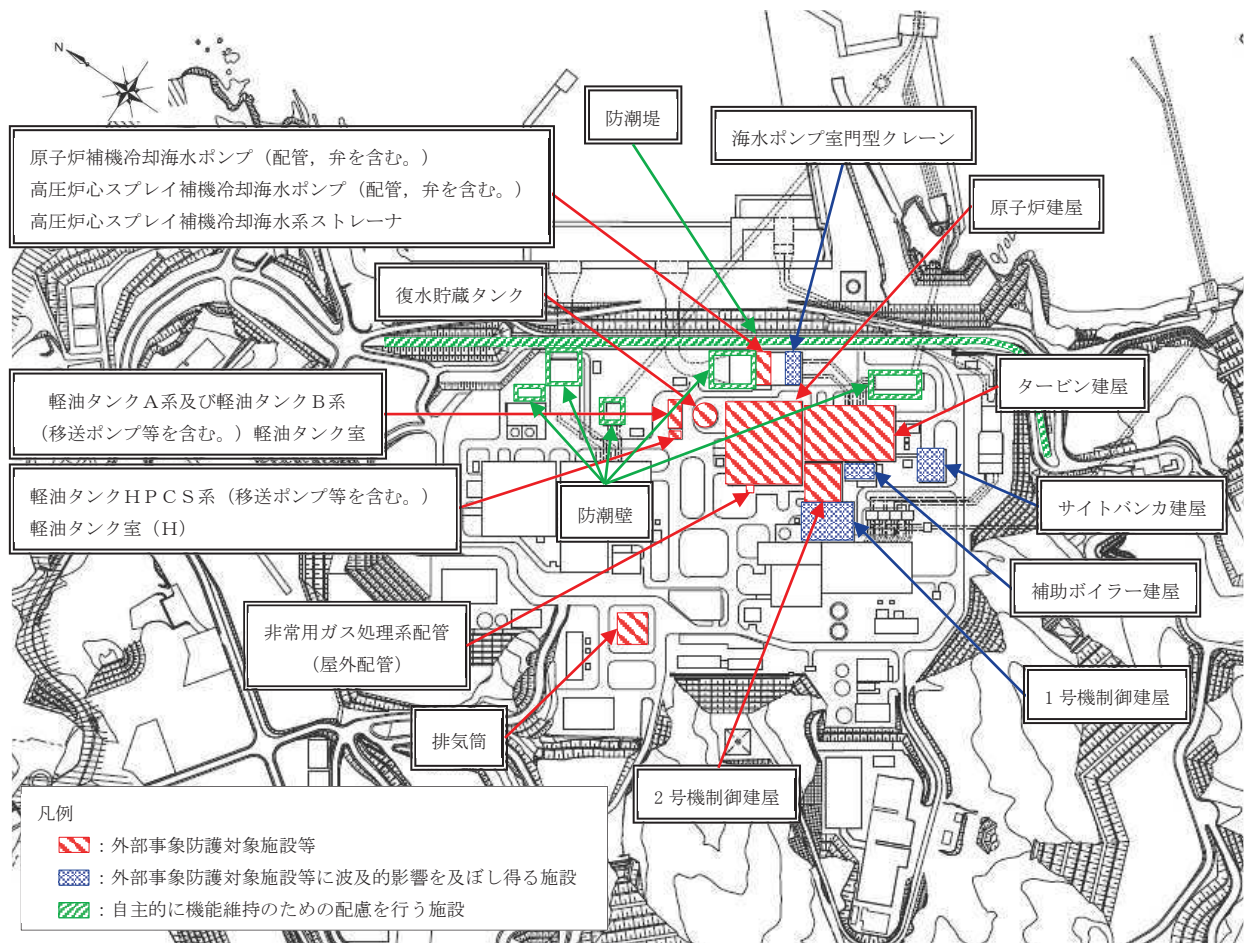 N
防潮堤
海水ポンプ室門型クレーン
原子炉補機冷却海水ポンプ（配管，弁を含む。）
高圧炉心スプレイ補機冷却海水ポンプ（配管，弁を含む。）
高圧炉心スプレイ補機冷却海水系ストレーナ
原子炉建屋
復水貯蔵タンク
タービン建屋
軽油タンクＡ系及び軽油タンクＢ系
（移送ポンプ等を含む。）軽油タンク室
軽油タンクＨＰＣＳ系（移送ポンプ等を含む。）
軽油タンク室（H）
防潮壁
サイトバンカ建屋
補助ボイラー建屋
非常用ガス処理系配管
（屋外配管）
１号機制御建屋
排気筒
２号機制御建屋
凡例
：外部事象防護対象施設等
：外部事象防護対象施設等に波及的影響を及ぼし得る施設
：自主的に機能維持のための配慮を行う施設